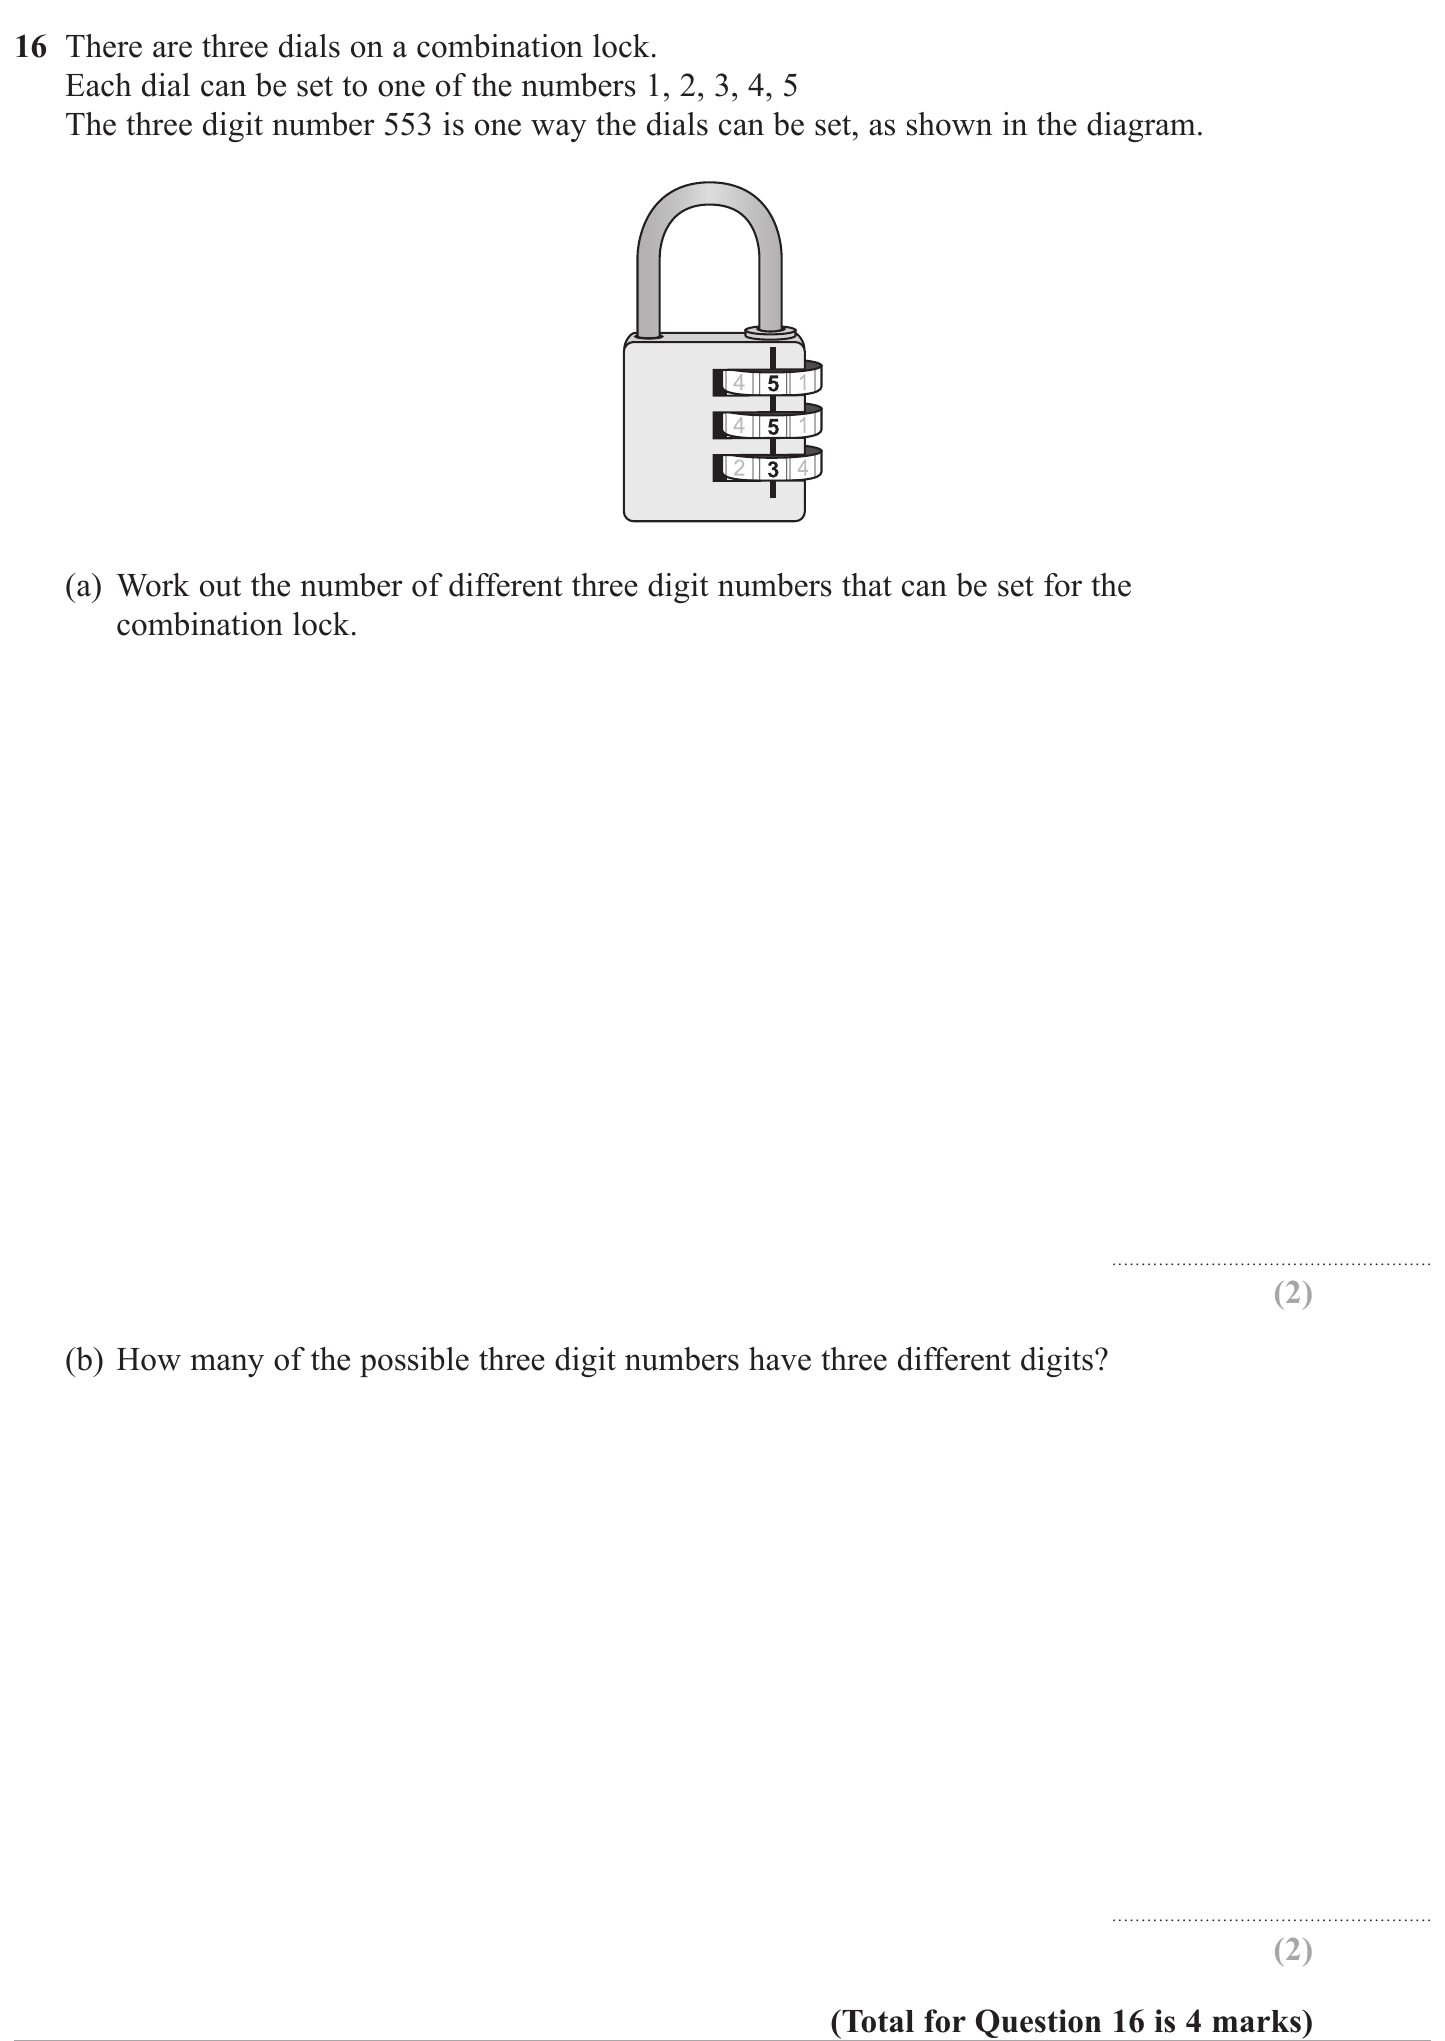 16 There are three dials on a combination lock.
Each dial can be set to one of the numbers 1, 2, 3, 4, 5
The three digit number 553 is one way the dials can be set, as shown in the diagram.
4 5 1
4 5 1
2 3 4
(a) Work out the number of different three digit numbers that can be set for the
combination lock.
(2)
(b) How many of the possible three digit numbers have three different digits?
(2)
(Total for Question 16 is 4 marks)